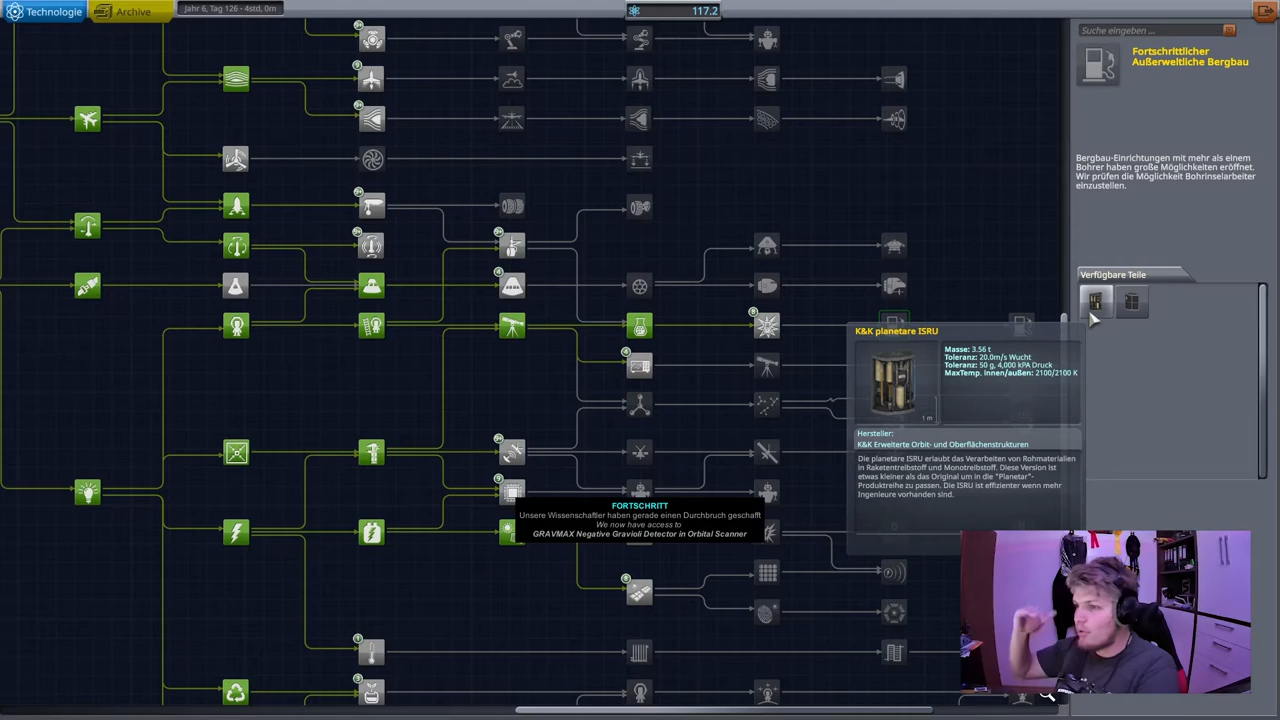 Technologie
Archive
Jahr 6, Tag 126 - 4std, 0m
117.2
Suche eingeben ...
Fortschrittlicher
Außerweltliche Bergbau
Bergbau-Einrichtungen mit mehr als einem
Bohrer haben große Möglichkeiten eröffnet.
Wir prüfen die Möglichkeit Bohrinselarbeiter
einzustellen.
Verfügbare Teile
K&K planetare ISRU
Masse: 3.56 t
Toleranz: 20.0m/s Wucht
Toleranz: 50 g, 4,000 kPA Druck
MaxTemp. innen/außen: 2100/2100 K
1 m
Hersteller:
K&K Erweiterte Orbit- und Oberflächenstrukturen
Die planetare ISRU erlaubt das Verarbeiten von Rohmaterialien
in Raketentreibstoff und Monotreibstoff. Diese Version ist
etwas kleiner als das Original um in die "Planetar"-
Produktreihe zu passen. Die ISRU ist effizienter wenn mehr
Ingenieure vorhanden sind.
FORTSCHRITT
Unsere Wissenschaftler haben gerade einen Durchbruch geschafft
We now have access to
GRAVMAX Negative Gravioli Detector in Orbital Scanner